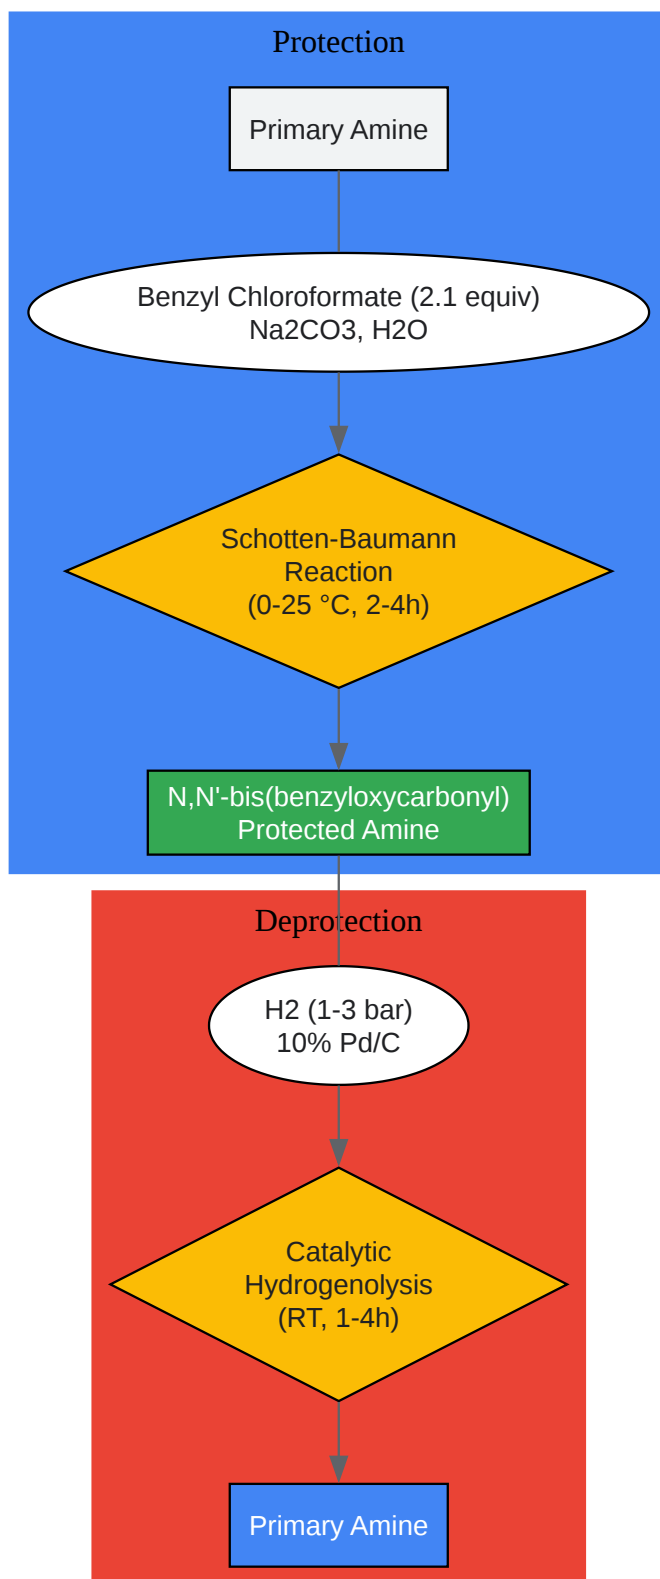 Protection
Primary Amine
Benzyl Chloroformate (2.1 equiv)
Na2CO3, H2O
Schotten-Baumann
Reaction
(0-25 °C, 2-4h)
N,N'-bis(benzyloxycarbonyl)
Protected Amine
Deprotection
H2 (1-3 bar)
10% Pd/C
Catalytic
Hydrogenolysis
(RT, 1-4h)
Primary Amine